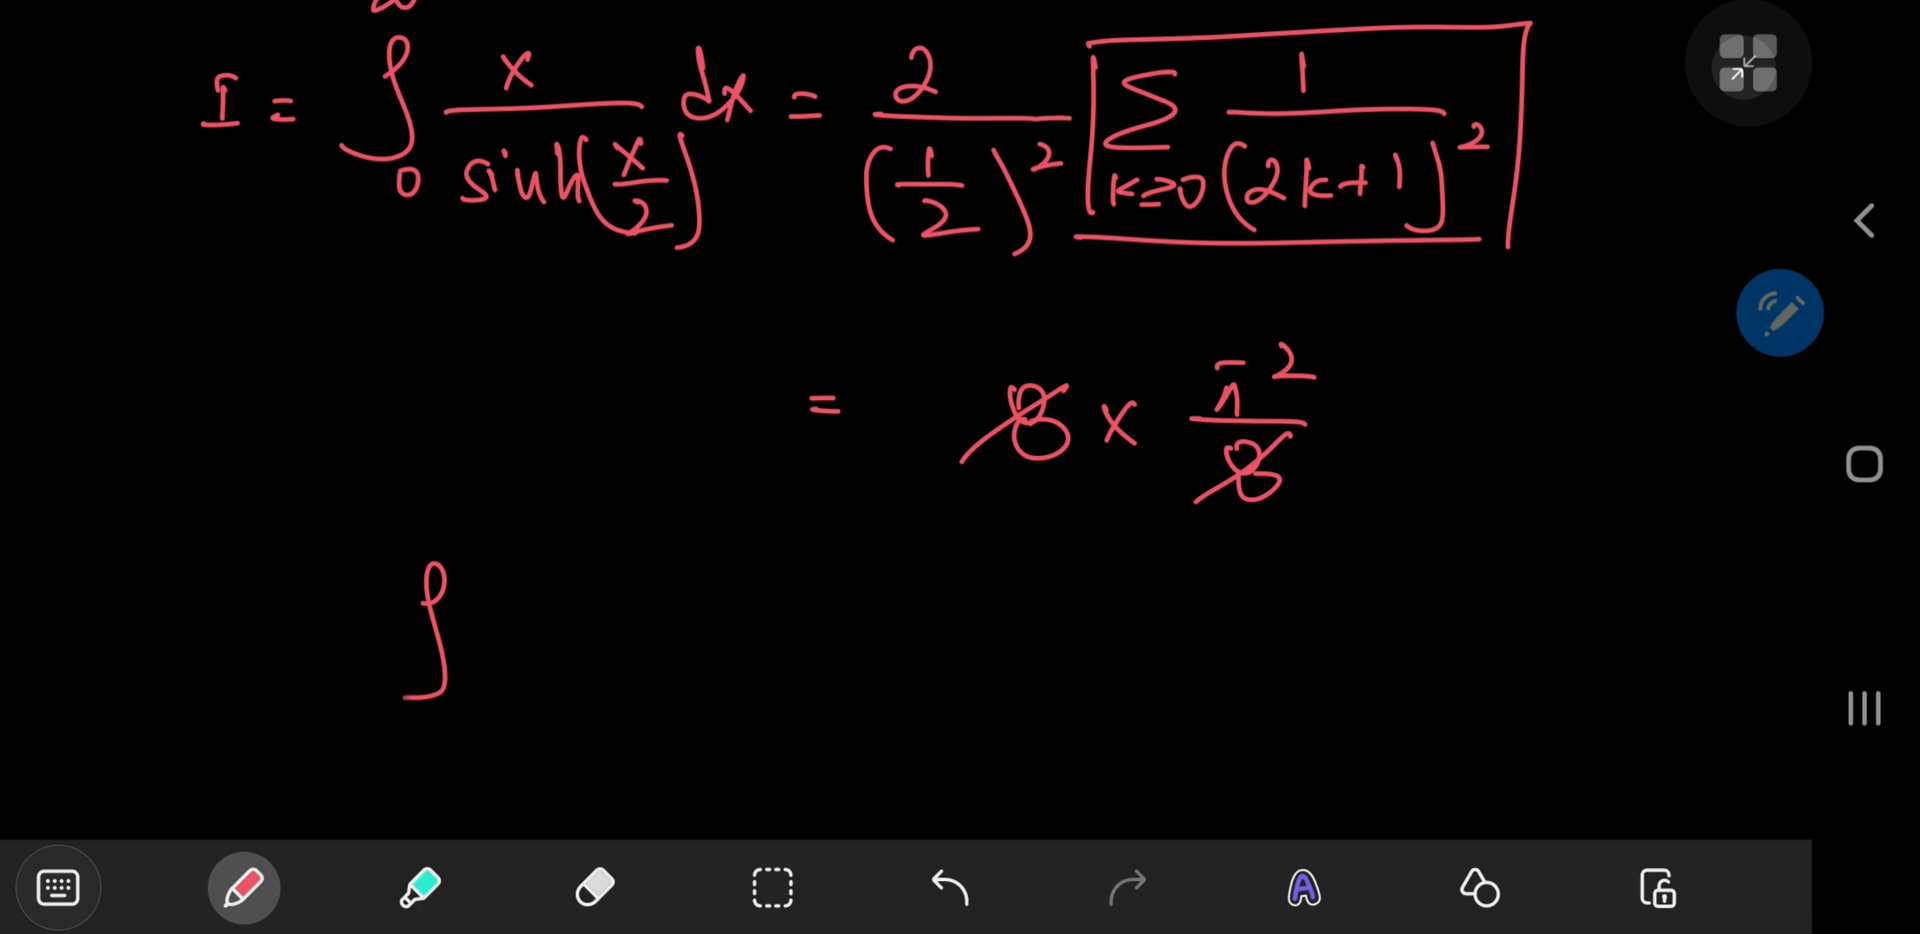 I = ∫₀^∞ x / sinh(x/2) dx = 2 / (1/2)² [ Σ_{k≥0} 1 / (2k+1)² ]
= 8 × π² / 8
∫